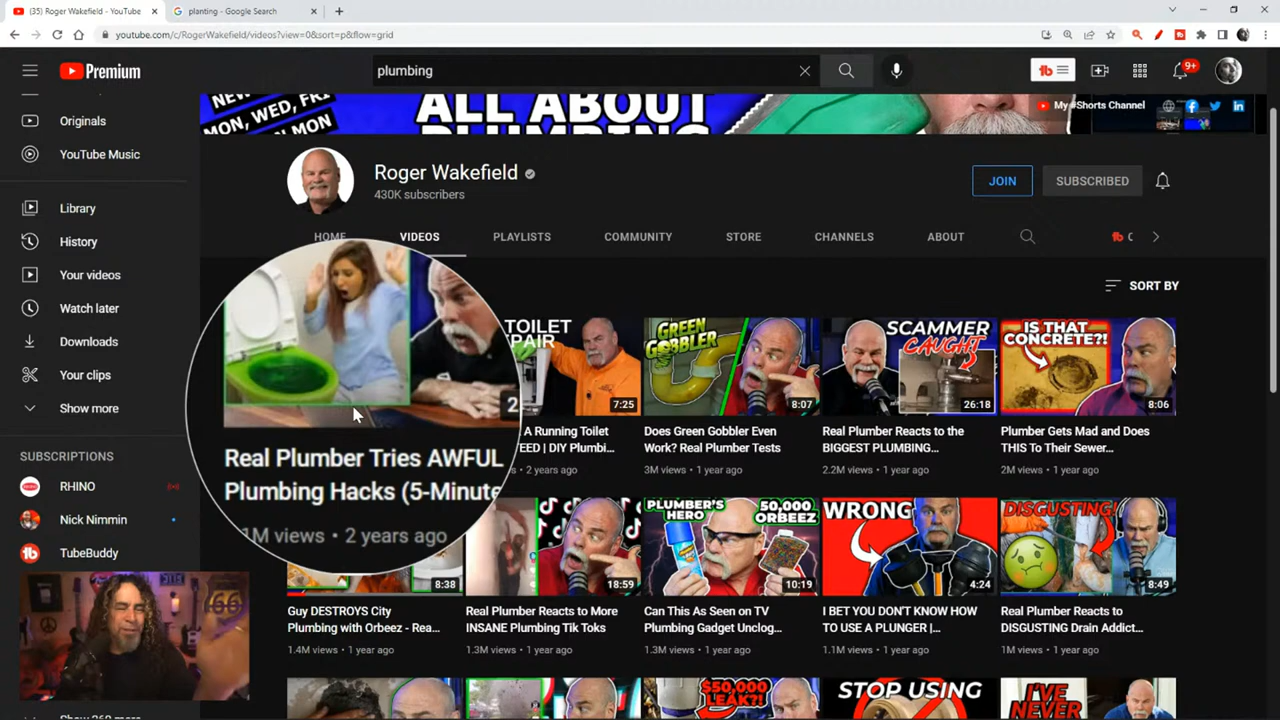 (35) Roger Wakefield - YouTube
planting - Google Search
youtube.com/c/RogerWakefield/videos?view=0&sort=p&flow=grid
Premium
plumbing
9+
Originals
YouTube Music
Library
History
Your videos
Watch later
Downloads
Your clips
Show more
SUBSCRIPTIONS
RHINO
Nick Nimmin
TubeBuddy
MON, WED, FRI
ALL ABOUT
PLUMBING
My #Shorts Channel
Roger Wakefield
430K subscribers
JOIN
SUBSCRIBED
HOME
VIDEOS
PLAYLISTS
COMMUNITY
STORE
CHANNELS
ABOUT
SORT BY
2
Real Plumber Tries AWFUL
Plumbing Hacks (5-Minute
1M views • 2 years ago
TOILET
7:25
A Running Toilet
EED | DIY Plumbi...
ews • 2 years ago
GREEN
GOBBLER
8:07
Does Green Gobbler Even
Work? Real Plumber Tests
3M views • 1 year ago
SCAMMER
CAUGHT
26:18
Real Plumber Reacts to the
BIGGEST PLUMBING...
2.2M views • 1 year ago
IS THAT
CONCRETE?!
8:06
Plumber Gets Mad and Does
THIS To Their Sewer...
2M views • 1 year ago
8:38
Guy DESTROYS City
Plumbing with Orbeez - Rea...
1.4M views • 1 year ago
18:59
Real Plumber Reacts to More
INSANE Plumbing Tik Toks
1.3M views • 1 year ago
PLUMBER'S
HERO
50,000
ORBEEZ
10:19
Can This As Seen on TV
Plumbing Gadget Unclog...
1.3M views • 1 year ago
WRONG
4:24
I BET YOU DON'T KNOW HOW
TO USE A PLUNGER |...
1.1M views • 1 year ago
DISGUSTING!
8:49
Real Plumber Reacts to
DISGUSTING Drain Addict...
1M views • 1 year ago
$50,000
LEAK?!
STOP USING
I'VE
NEVER
66